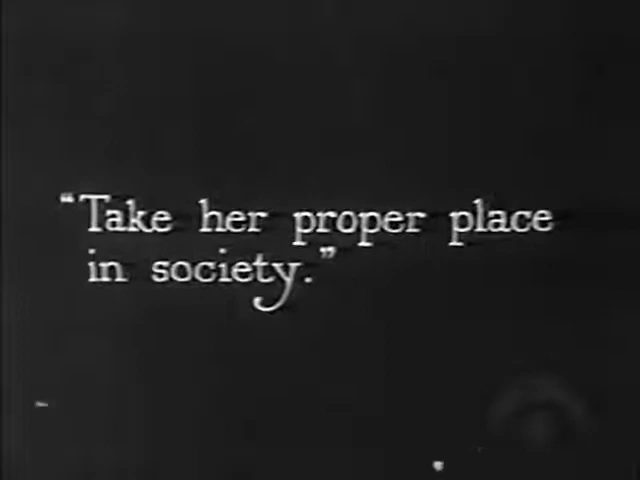 “Take her proper place
in society.”